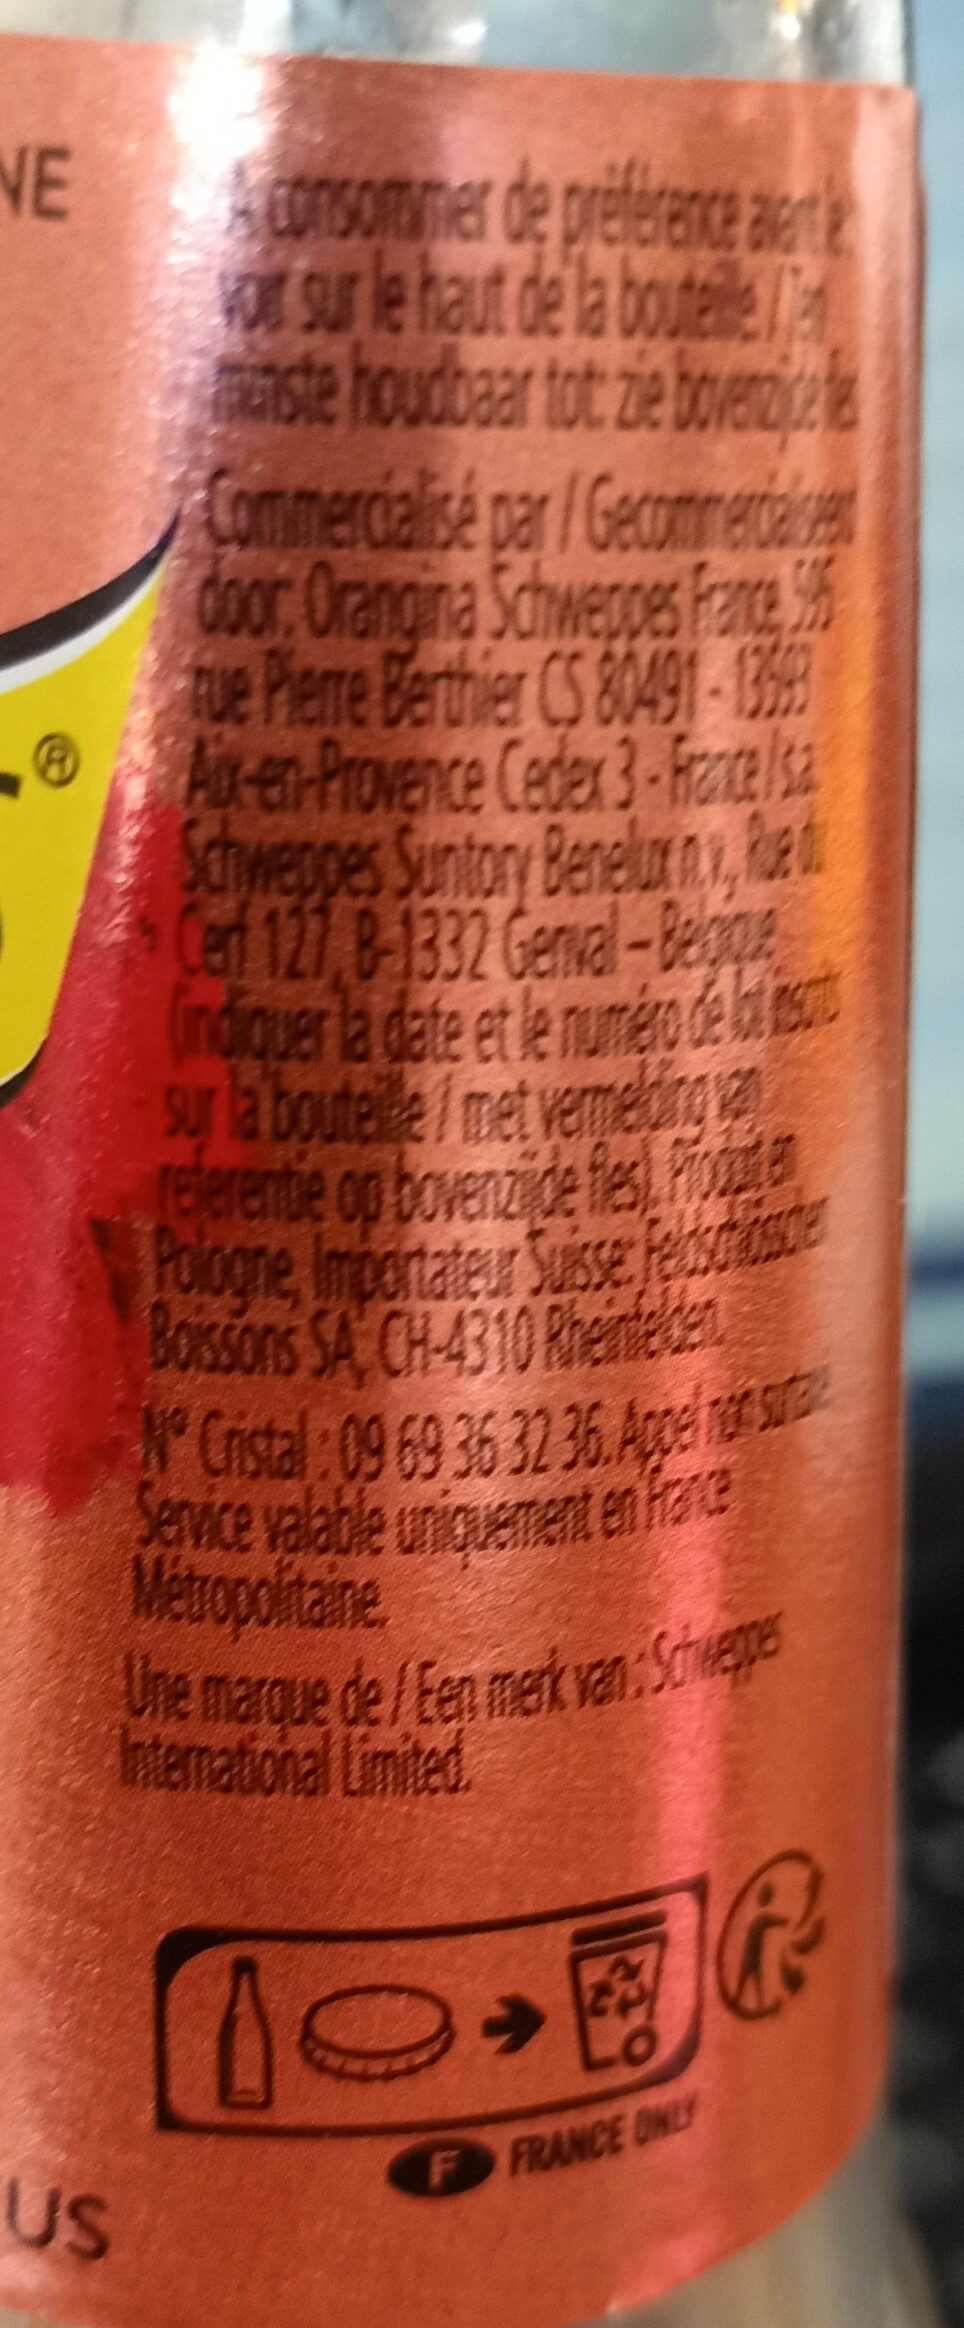 NE
A consommer de préférence avant le
voir sur le haut de la bouteille / Ten
minste houdbaar tot: zie bovenzijde fles
Commercialisé par / Gecommercialiseerd
door: Orangina Schweppes France, 595
rue Pierre Berthier CS 80491 - 13593
Aix-en-Provence Cedex 3 - France / s.a.
Schweppes Suntory Benelux n.v., Rue du
Cerf 127, B-1332 Genval – Belgique
(indiquer la date et le numéro de lot inscrits
sur la bouteille / met vermelding van
referentie op bovenzijde fles). Produit en
Pologne, Importateur Suisse: Feldschlösschen
Boissons SA, CH-4310 Rheinfelden.
N° Cristal : 09 69 36 32 36. Appel non surtaxé.
Service valable uniquement en France
Métropolitaine.
Une marque de / Een merk van : Schweppes
International Limited.
F FRANCE ONLY
US